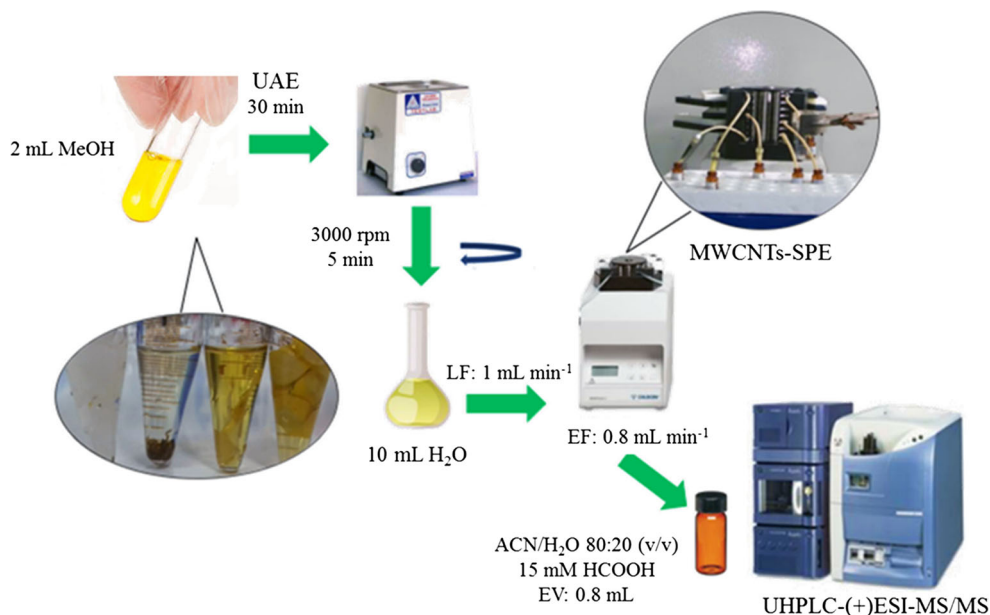 UAE
30 min
2 mL MeOH
3000 rpm
5 min
MWCNTs-SPE
LF: 1 mL min⁻¹
10 mL H₂O
EF: 0.8 mL min⁻¹
ACN/H₂O 80:20 (v/v)
15 mM HCOOH
EV: 0.8 mL
UHPLC-(+)ESI-MS/MS